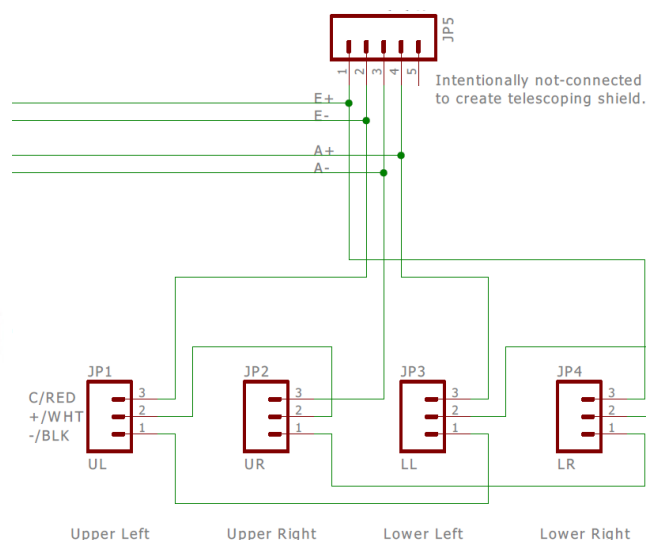 JP5
1 2 3 4 5
Intentionally not-connected
to create telescoping shield.
E+
E-
A+
A-
JP1 JP2 JP3 JP4
C/RED 3 3 3 3
+/WHT 2 2 2 2
-/BLK 1 1 1 1
UL UR LL LR
Upper Left Upper Right Lower Left Lower Right